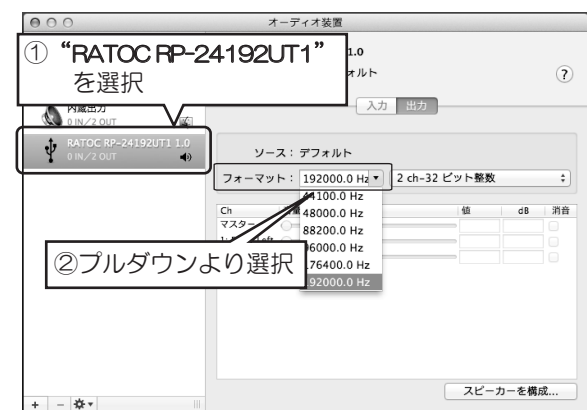 オーディオ装置
①“RATOC RP-24192UT1”
を選択
1.0
ォルト
?
内蔵出力
0 IN/2 OUT
入力 出力
RATOC RP-24192UT1 1.0
0 IN/2 OUT
ソース：デフォルト
フォーマット：192000.0 Hz 2 ch-32 ビット整数
44100.0 Hz
48000.0 Hz
88200.0 Hz
96000.0 Hz
176400.0 Hz
192000.0 Hz
Ch 値 dB 消音
マスター
②プルダウンより選択
スピーカーを構成...
+ −